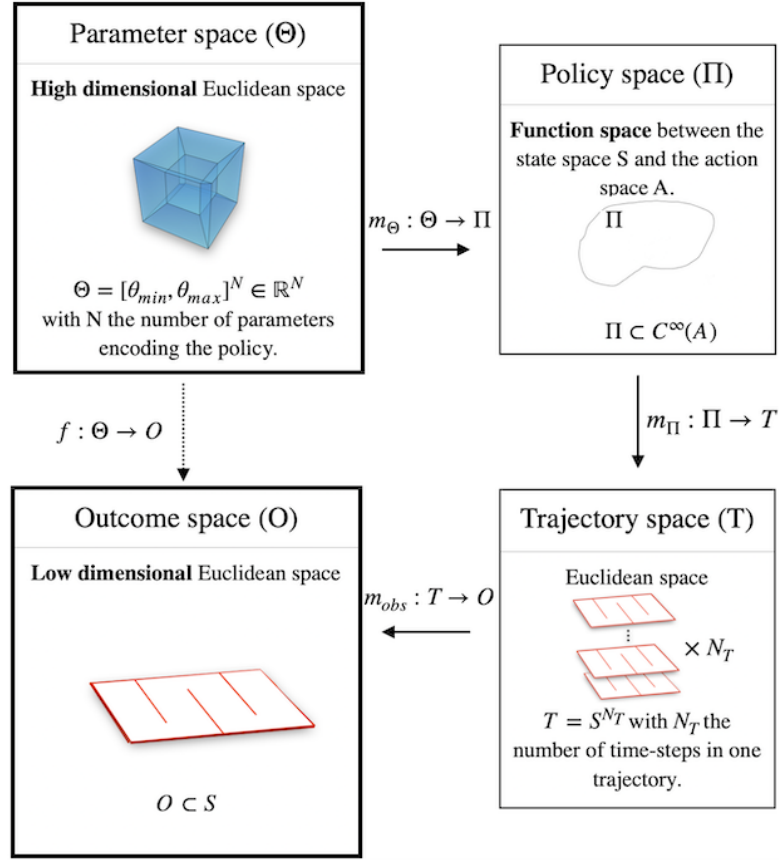 Parameter space (Θ)
High dimensional Euclidean space
Θ = [θ_min, θ_max]^N ∈ ℝ^N
with N the number of parameters
encoding the policy.
m_Θ : Θ → Π
Policy space (Π)
Function space between the
state space S and the action
space A.
Π
Π ⊂ C^∞(A)
f : Θ → O
m_Π : Π → T
Outcome space (O)
Low dimensional Euclidean space
O ⊂ S
m_obs : T → O
Trajectory space (T)
Euclidean space
⋮
× N_T
T = S^{N_T} with N_T the
number of time-steps in one
trajectory.